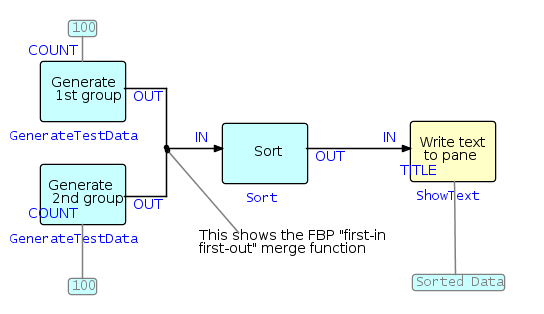 100
COUNT
Generate
1st group
OUT
GenerateTestData
IN
Sort
OUT
Sort
IN
Write text
to pane
TITLE
ShowText
Generate
2nd group
COUNT
OUT
GenerateTestData
This shows the FBP "first-in
first-out" merge function
100
Sorted Data